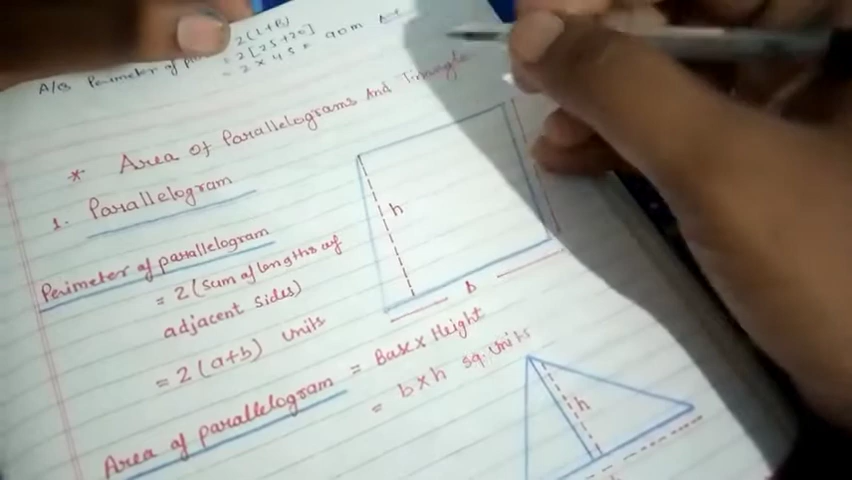 2(l+B)
A/Q Perimeter of
= 2[25+20]
= 2×45 = 90m
* Area Of Parallelograms And Triangle
1. Parallelogram
h
Perimeter of parallelogram
= 2(Sum of lengths of
adjacent sides)
b
= 2(a+b) units
Area of parallelogram = Base × Height
= b×h sq. units
h